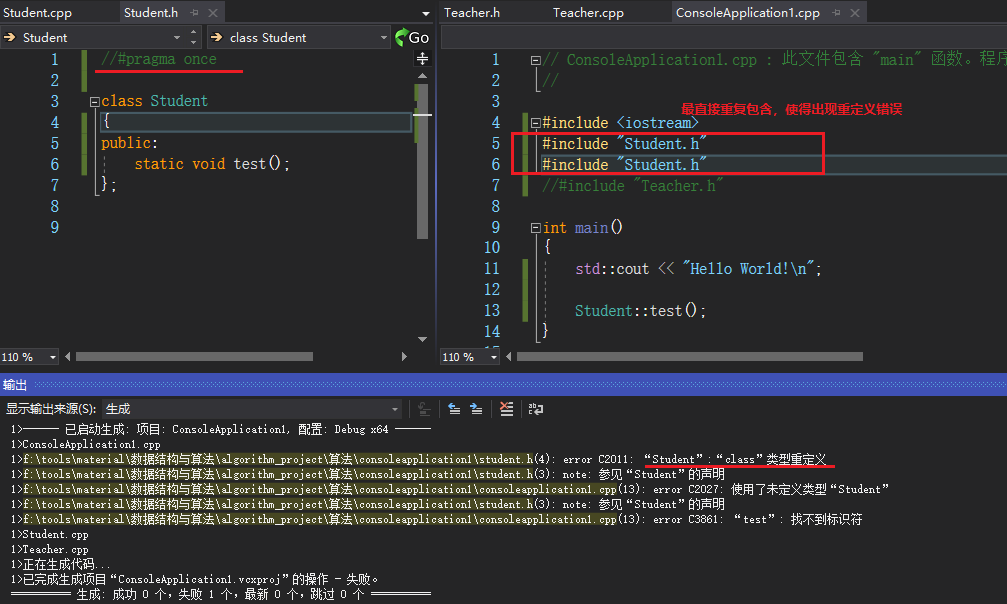 Student.cpp
Student.h
Student
class Student
Go
1 //#pragma once
2
3 class Student
4 {
5 public:
6     static void test();
7 };
8
9
110 %
Teacher.h
Teacher.cpp
ConsoleApplication1.cpp
1 // ConsoleApplication1.cpp : 此文件包含 "main" 函数。程序
2 //
3
最直接重复包含，使得出现重定义错误
4 #include <iostream>
5 #include "Student.h"
6 #include "Student.h"
7 //#include "Teacher.h"
8
9 int main()
10 {
11     std::cout << "Hello World!\n";
12
13     Student::test();
14 }
110 %
输出
显示输出来源(S): 生成
1>------ 已启动生成: 项目: ConsoleApplication1, 配置: Debug x64 ------
1>ConsoleApplication1.cpp
1>f:\tools\material\数据结构与算法\algorithm_project\算法\consoleapplication1\student.h(4): error C2011: “Student”:“class”类型重定义
1>f:\tools\material\数据结构与算法\algorithm_project\算法\consoleapplication1\student.h(3): note: 参见“Student”的声明
1>f:\tools\material\数据结构与算法\algorithm_project\算法\consoleapplication1\consoleapplication1.cpp(13): error C2027: 使用了未定义类型“Student”
1>f:\tools\material\数据结构与算法\algorithm_project\算法\consoleapplication1\student.h(3): note: 参见“Student”的声明
1>f:\tools\material\数据结构与算法\algorithm_project\算法\consoleapplication1\consoleapplication1.cpp(13): error C3861: “test”: 找不到标识符
1>Student.cpp
1>Teacher.cpp
1>正在生成代码...
1>已完成生成项目“ConsoleApplication1.vcxproj”的操作 - 失败。
========== 生成: 成功 0 个，失败 1 个，最新 0 个，跳过 0 个 ==========